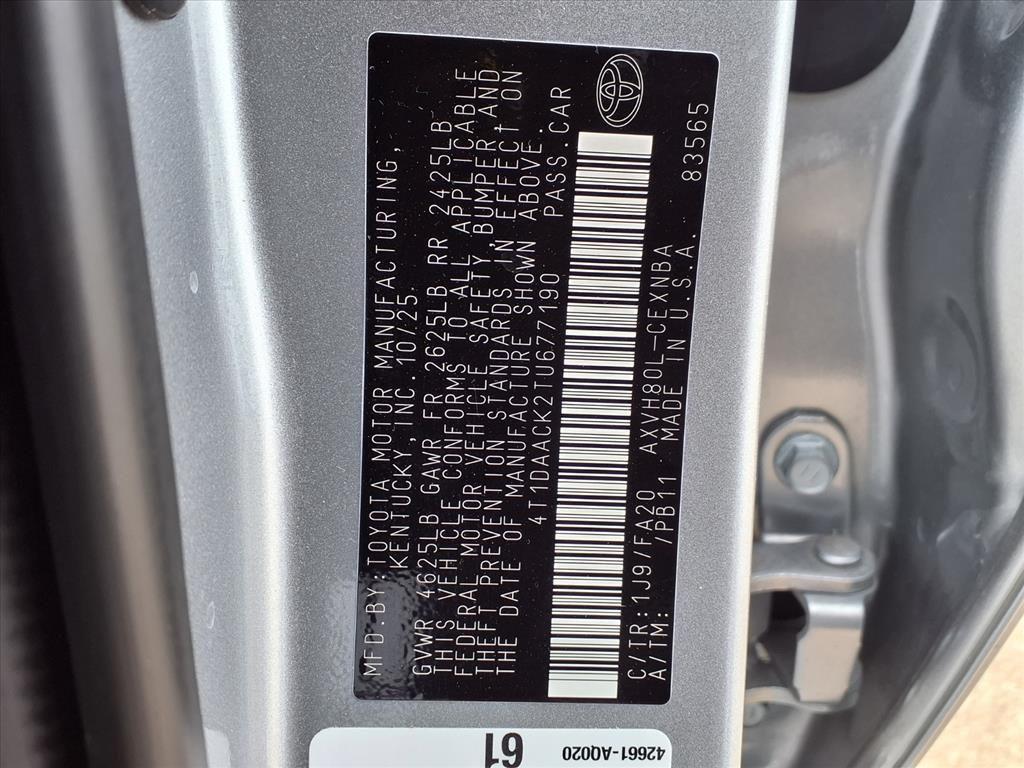 MFD.BY:TOYOTA MOTOR MANUFACTURING,
KENTUCKY,INC.10/25.
GVWR 4625LB GAWR FR 2625LB RR 2425LB
THIS VEHICLE CONFORMS TO ALL APPLICABLE
FEDERAL MOTOR VEHICLE SAFETY,BUMPER AND
THEFT PREVENTION STANDARDS IN EFFECT ON
THE DATE OF MANUFACTURE SHOWN ABOVE.
4T1DAACK2TU677190 PASS.CAR
C/TR:1J9/FA20 AXVH80L-CEXNBA
A/TM: /PB11 MADE IN U.S.A. 83565
61
42661-AQ020